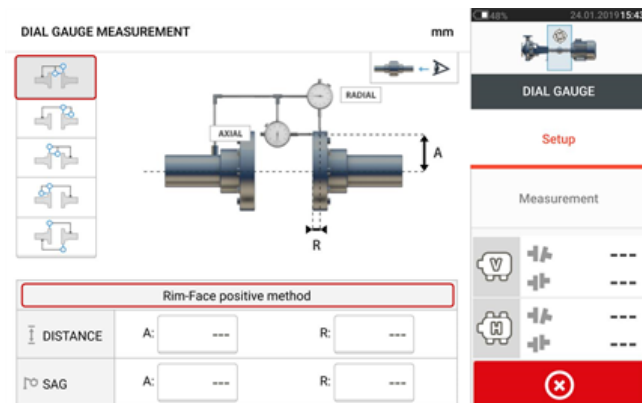 DIAL GAUGE MEASUREMENT
mm
48%
24.01.2019 15:43
RADIAL
AXIAL
A
R
Rim-Face positive method
DISTANCE
A:
---
R:
---
SAG
A:
---
R:
---
DIAL GAUGE
Setup
Measurement
V
---
---
H
---
---